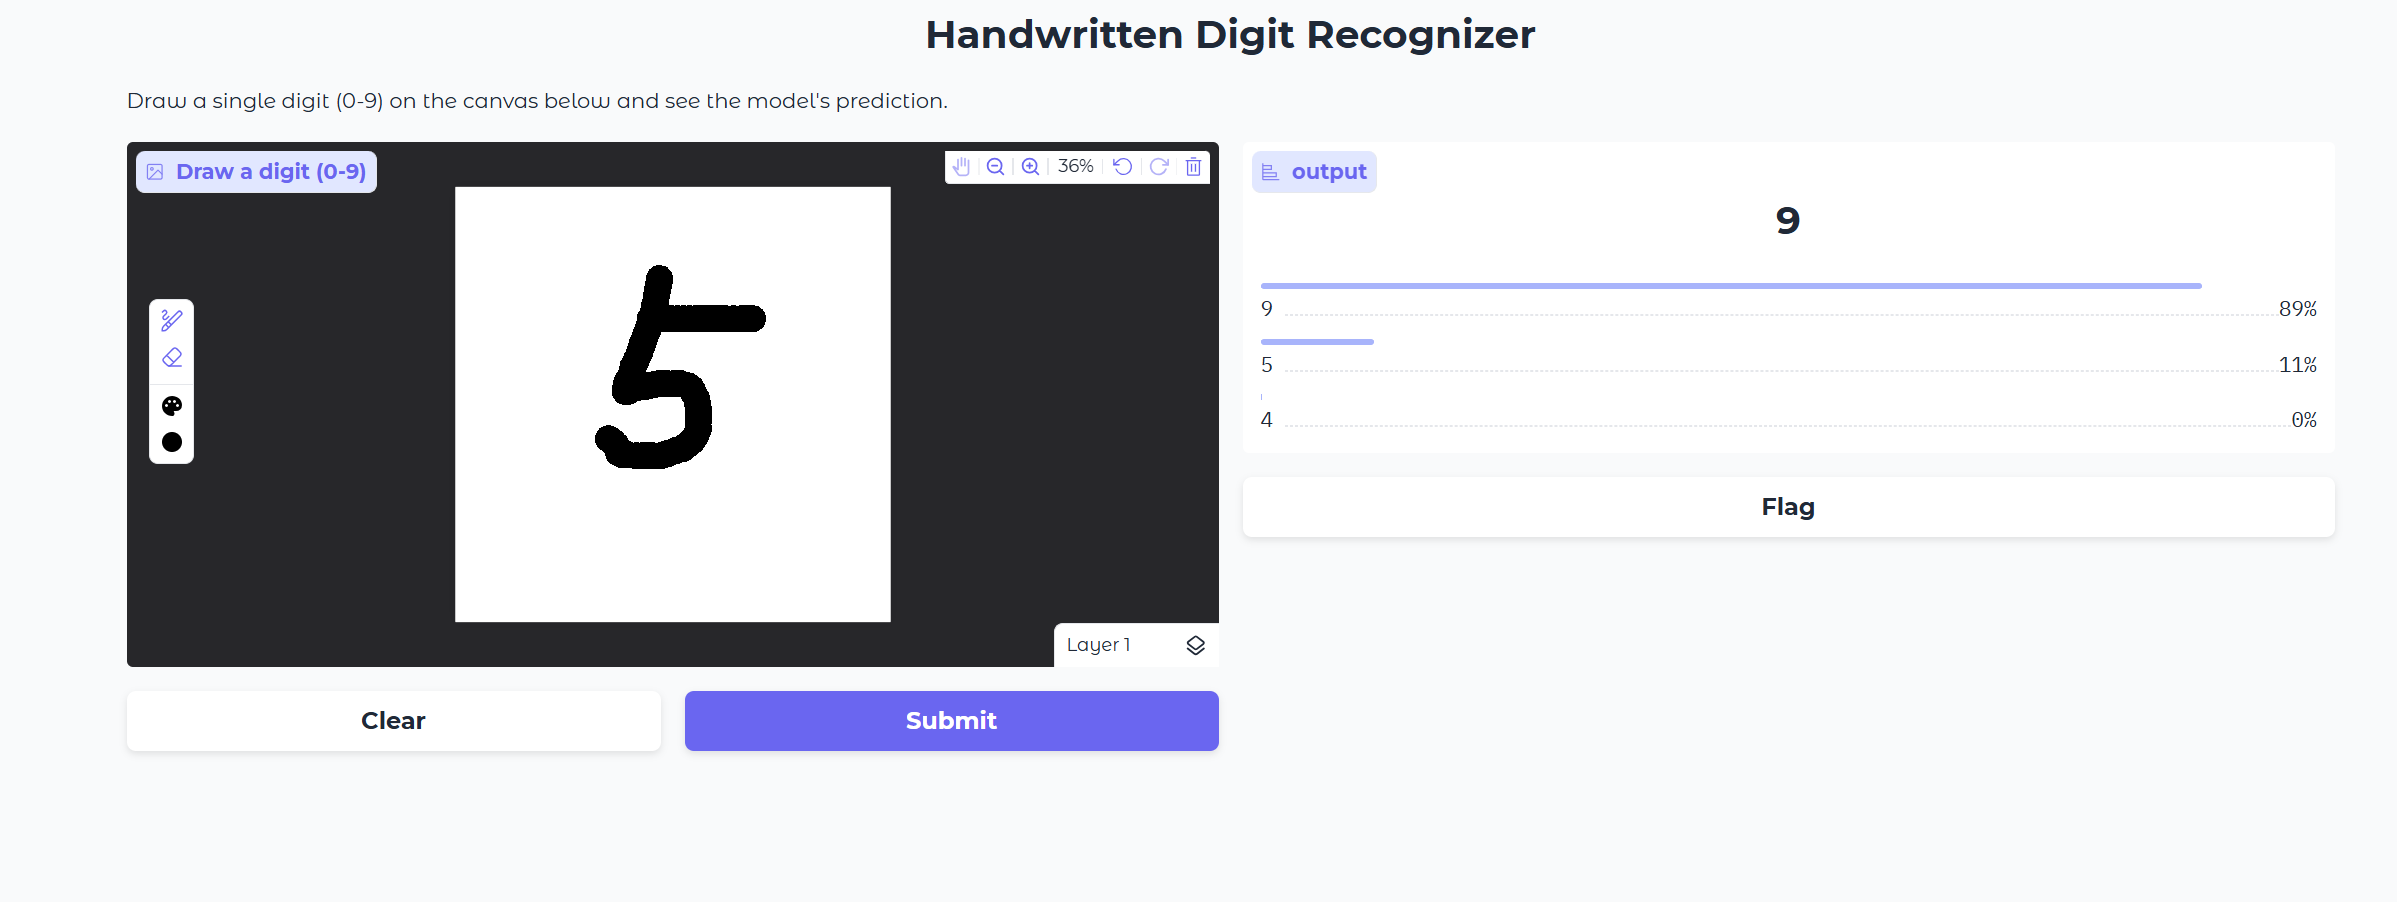 Handwritten Digit Recognizer
Draw a single digit (0-9) on the canvas below and see the model's prediction.
Draw a digit (0-9)
36%
5
Layer 1
Clear
Submit
output
9
9 89%
5 11%
4 0%
Flag